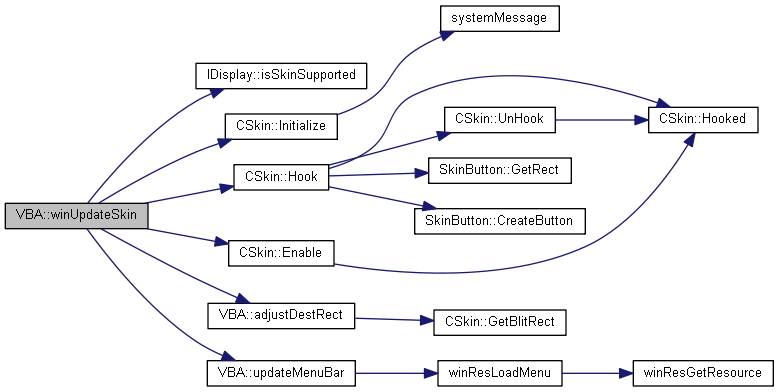 systemMessage
IDisplay::isSkinSupported
CSkin::Initialize
CSkin::UnHook
CSkin::Hooked
CSkin::Hook
SkinButton::GetRect
VBA::winUpdateSkin
SkinButton::CreateButton
CSkin::Enable
VBA::adjustDestRect
CSkin::GetBlitRect
VBA::updateMenuBar
winResLoadMenu
winResGetResource